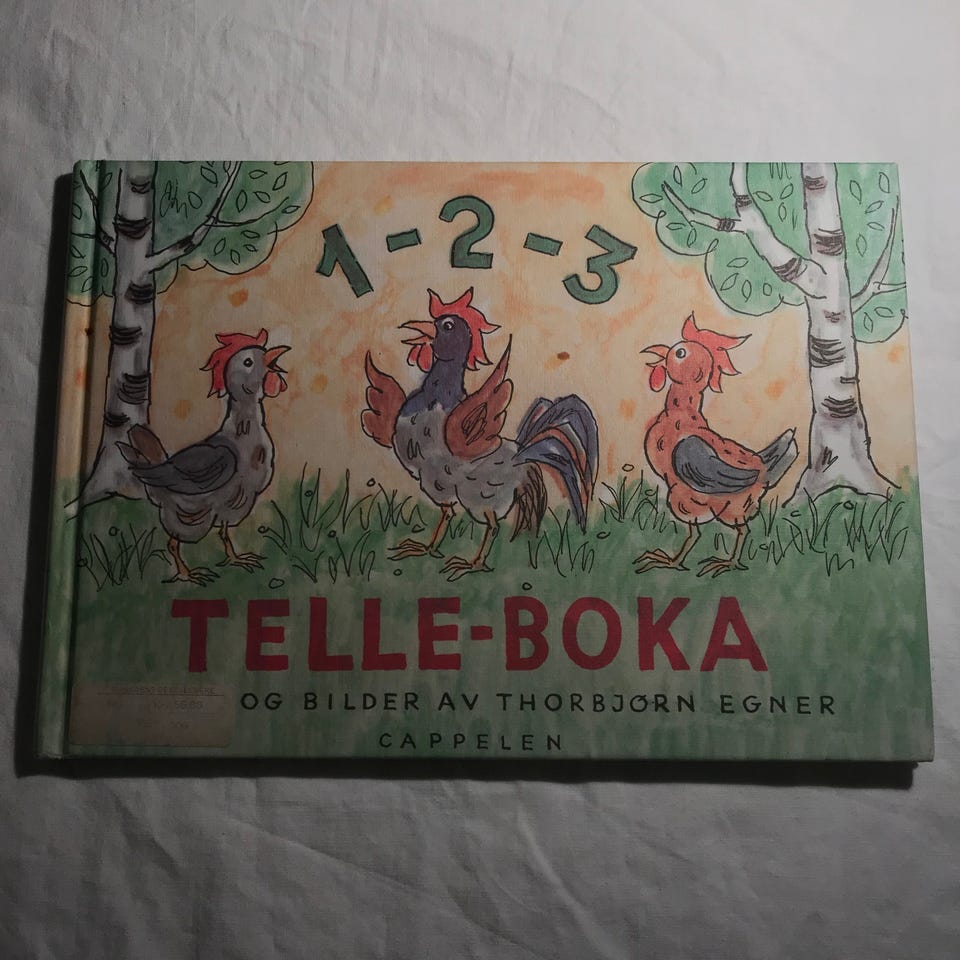 1-2-3
TELLE-BOKA
OG BILDER AV THORBJØRN EGNER
CAPPELEN